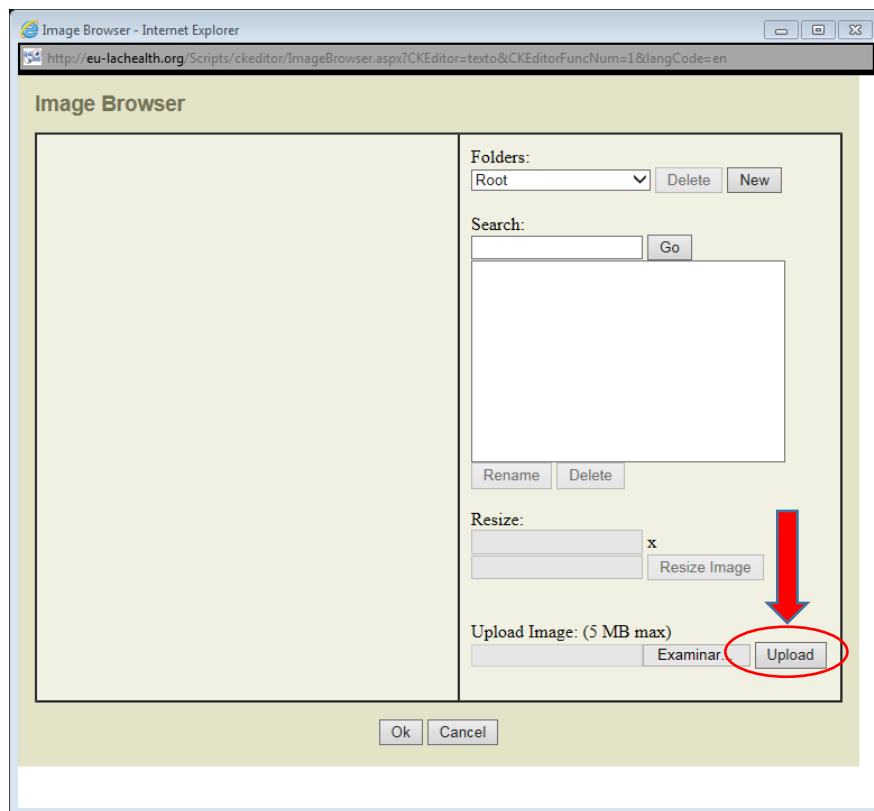 Image Browser - Internet Explorer
http://eu-lachealth.org/Scripts/ckeditor/ImageBrowser.aspx?CKEditor=texto&CKEditorFuncNum=1&langCode=en
Image Browser
Folders:
Root Delete New
Search:
Go
Rename Delete
Resize:
x
Resize Image
Upload Image: (5 MB max)
Examinar... Upload
Ok Cancel